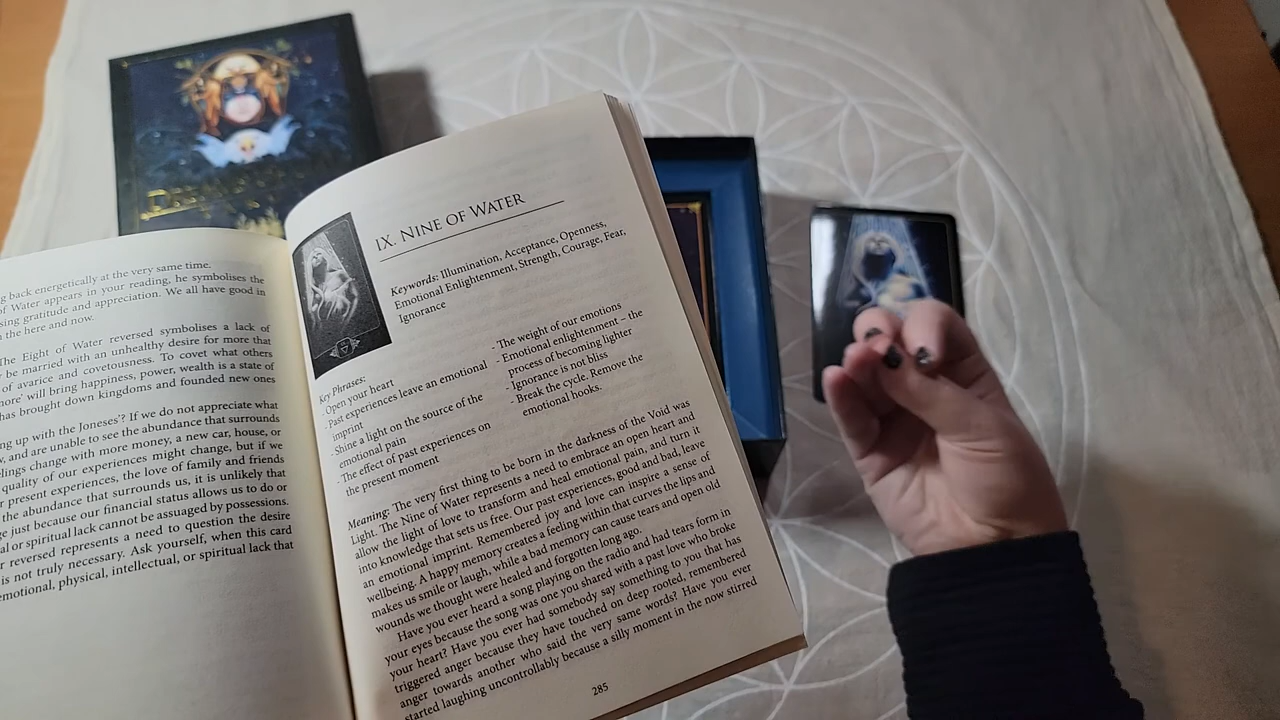 g back energetically at the very same time.
of Water appears in your reading, he symbolises the
sing gratitude and appreciation. We all have good in
n the here and now.
The Eight of Water reversed symbolises a lack of
be married with an unhealthy desire for more that
of avarice and covetousness. To covet what others
more' will bring happiness, power, wealth is a state of
has brought down kingdoms and founded new ones
ng up with the Joneses'? If we do not appreciate what
, and are unable to see the abundance that surrounds
elings change with more money, a new car, house, or
quality of our experiences might change, but if we
present experiences, the love of family and friends
the abundance that surrounds us, it is unlikely that
ge just because our financial status allows us to do or
al or spiritual lack cannot be assuaged by possessions.
r reversed represents a need to question the desire
is not truly necessary. Ask yourself, when this card
emotional, physical, intellectual, or spiritual lack that
IX. NINE OF WATER
Keywords: Illumination, Acceptance, Openness,
Emotional Enlightenment, Strength, Courage, Fear,
Ignorance
Key Phrases:
- Open your heart
- Past experiences leave an emotional
imprint
- Shine a light on the source of the
emotional pain
- The effect of past experiences on
the present moment
- The weight of our emotions
- Emotional enlightenment – the
process of becoming lighter
- Ignorance is not bliss
- Break the cycle. Remove the
emotional hooks.
Meaning: The very first thing to be born in the darkness of the Void was
Light. The Nine of Water represents a need to embrace an open heart and
allow the light of love to transform and heal emotional pain, and turn it
into knowledge that sets us free. Our past experiences, good and bad, leave
an emotional imprint. Remembered joy and love can inspire a sense of
wellbeing. A happy memory creates a feeling within that curves the lips and
makes us smile or laugh, while a bad memory can cause tears and open old
wounds we thought were healed and forgotten long ago.
Have you ever heard a song playing on the radio and had tears form in
your eyes because the song was one you shared with a past love who broke
your heart? Have you ever had somebody say something to you that has
triggered anger because they have touched on deep rooted, remembered
anger towards another who said the very same words? Have you ever
started laughing uncontrollably because a silly moment in the now stirred
285